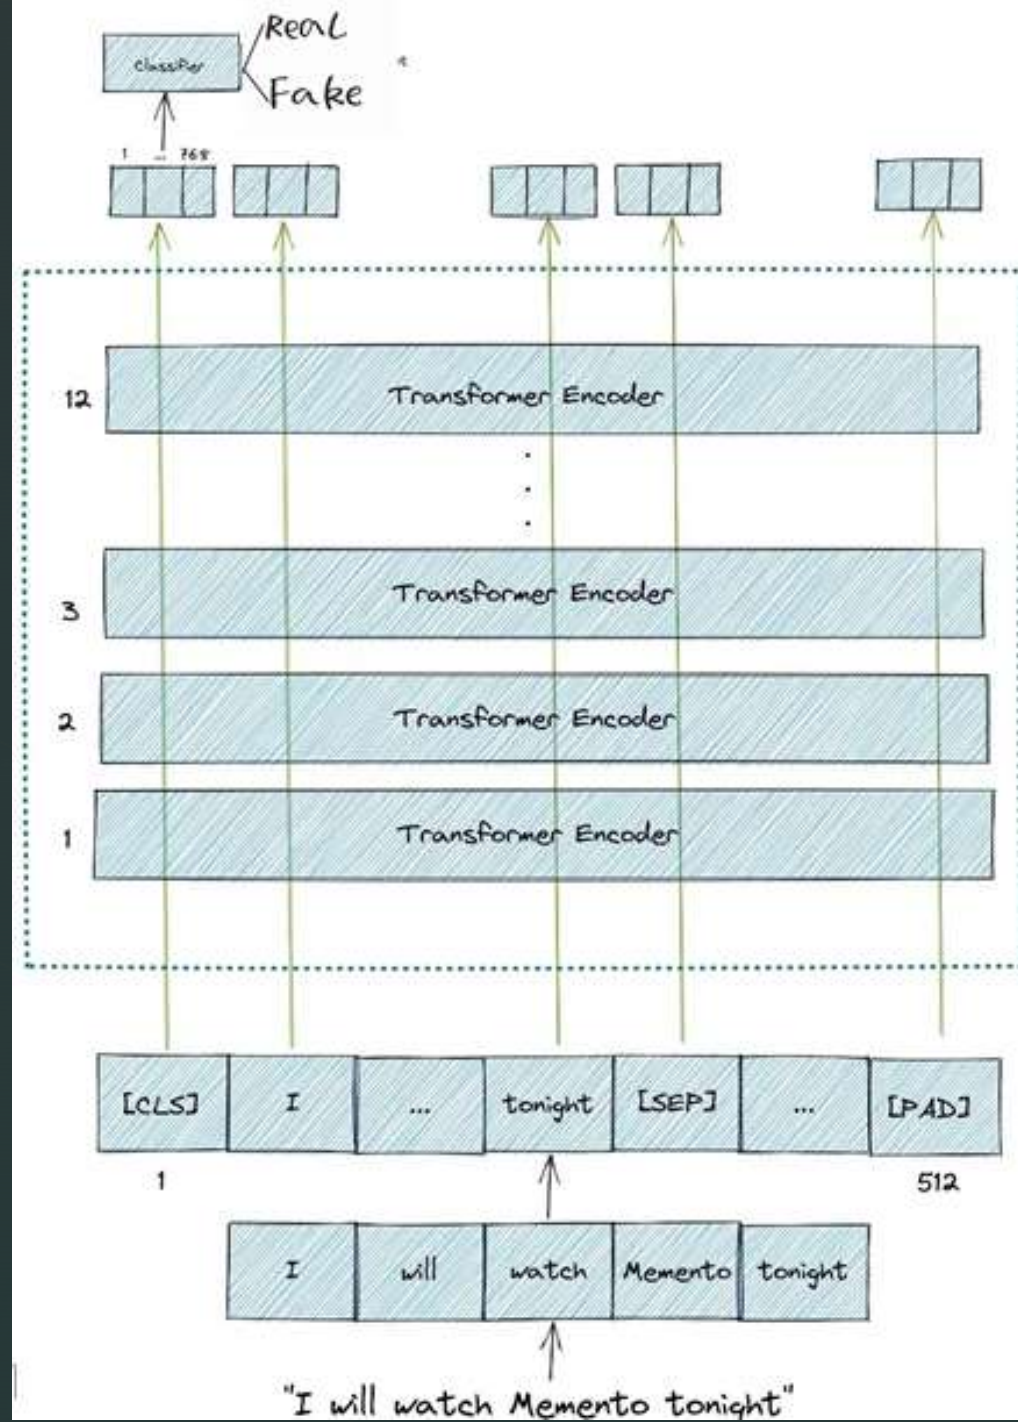 Real
Classifier
Fake
1 ... 768
12 Transformer Encoder
3 Transformer Encoder
2 Transformer Encoder
1 Transformer Encoder
[CLS] I ... tonight [SEP] ... [PAD]
1 512
I will watch Memento tonight
"I will watch Memento tonight"